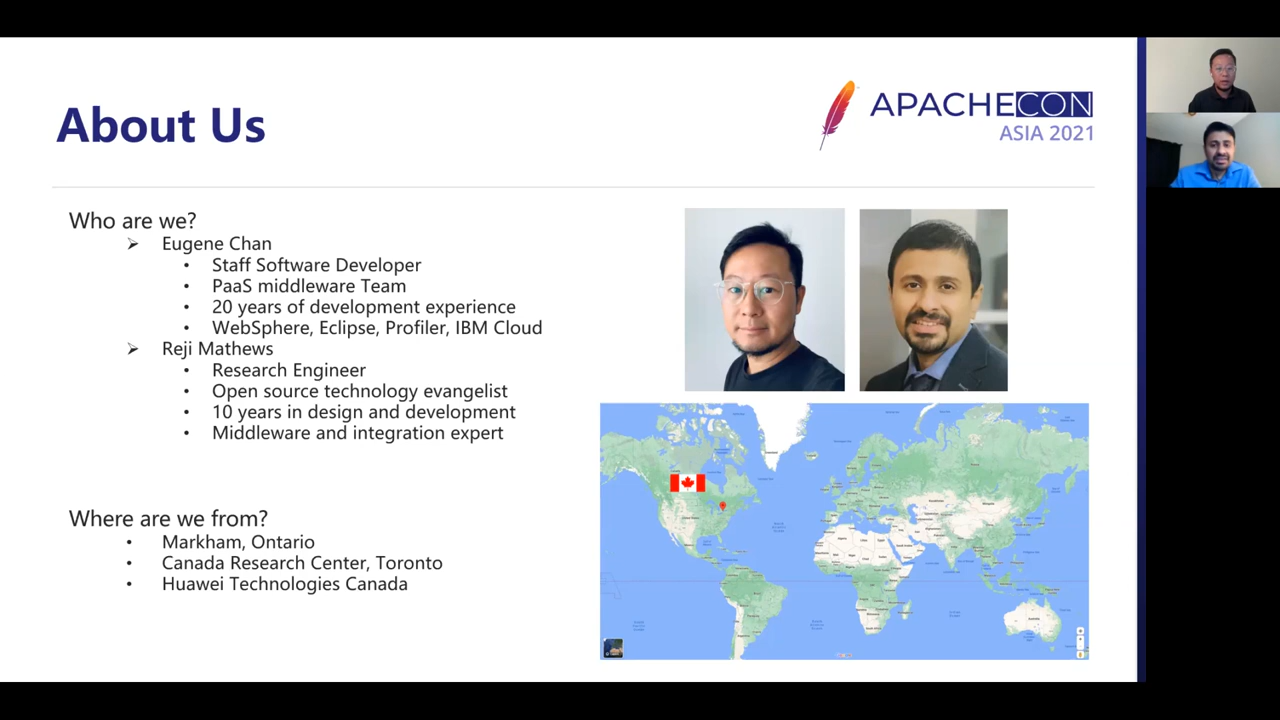 About Us
APACHECON
ASIA 2021
Who are we?
Eugene Chan
Staff Software Developer
PaaS middleware Team
20 years of development experience
WebSphere, Eclipse, Profiler, IBM Cloud
Reji Mathews
Research Engineer
Open source technology evangelist
10 years in design and development
Middleware and integration expert
Where are we from?
Markham, Ontario
Canada Research Center, Toronto
Huawei Technologies Canada